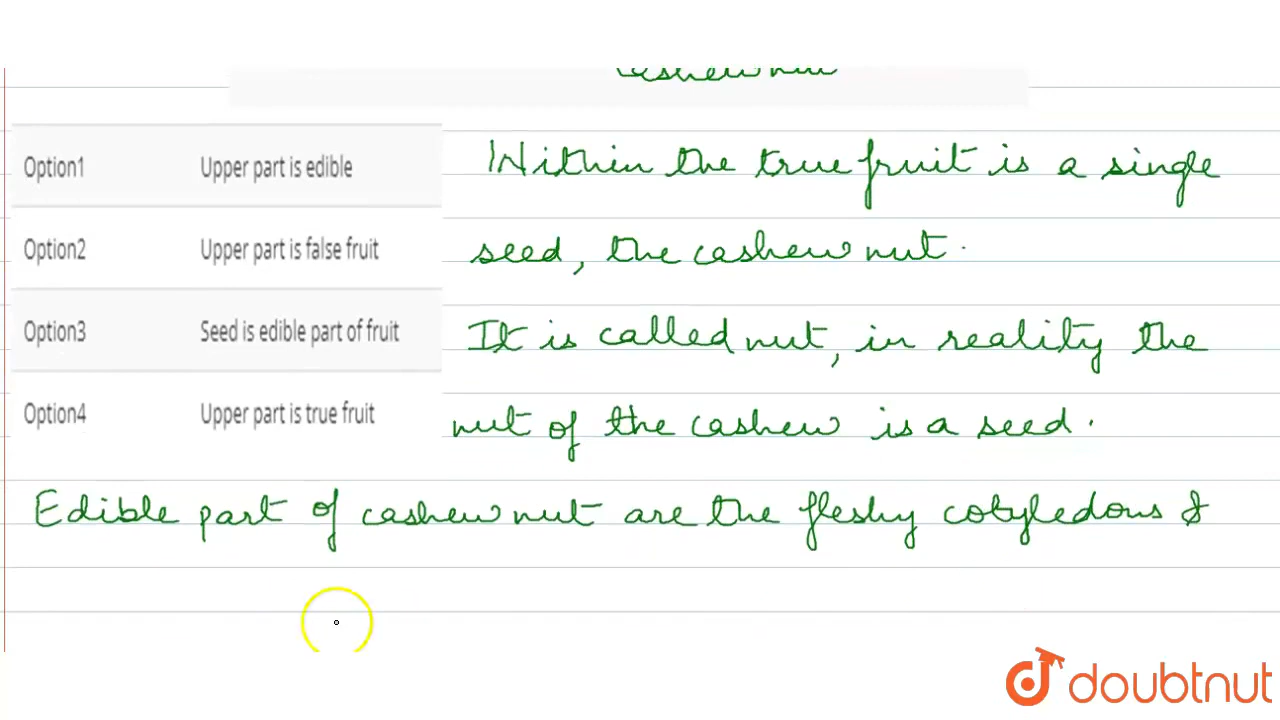 cashew nut
Option1 Upper part is edible
Option2 Upper part is false fruit
Option3 Seed is edible part of fruit
Option4 Upper part is true fruit
Within the true fruit is a single
seed, the cashew nut.
It is called nut, in reality the
nut of the cashew is a seed.
Edible part of cashew nut are the fleshy cotyledons &
doubtnut